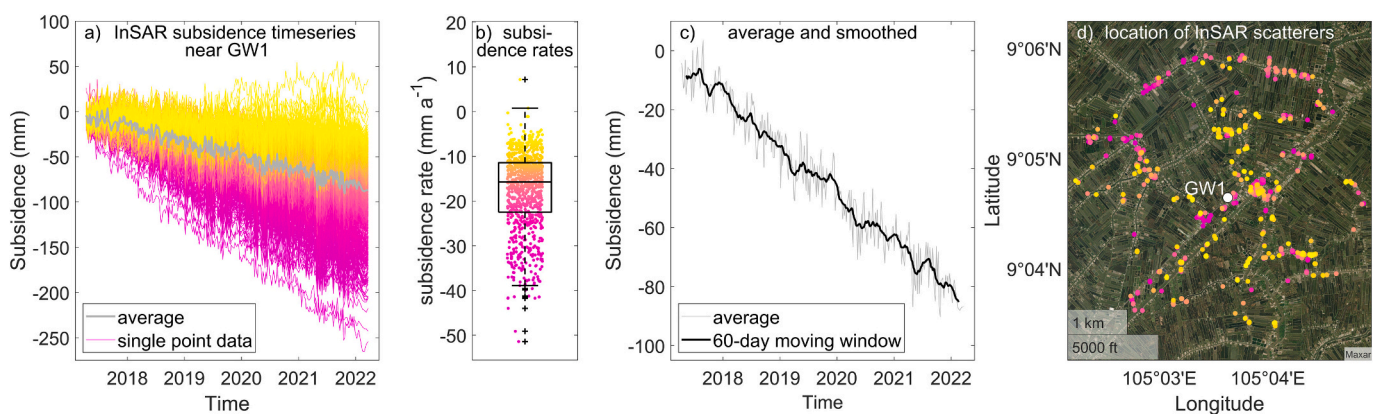 a) InSAR subsidence timeseries
near GW1
Subsidence (mm)
50
0
-50
-100
-150
-200
-250
average
single point data
2018
2019
2020
2021
2022
Time
b) subsi-
dence rates
subsidence rate (mm a⁻¹)
20
10
0
-10
-20
-30
-40
-50
c) average and smoothed
Subsidence (mm)
0
-20
-40
-60
-80
-100
average
60-day moving window
2018
2019
2020
2021
2022
Time
d) location of InSAR scatterers
Latitude
9°06'N
9°05'N
9°04'N
GW1
1 km
5000 ft
Maxar
105°03'E
105°04'E
Longitude